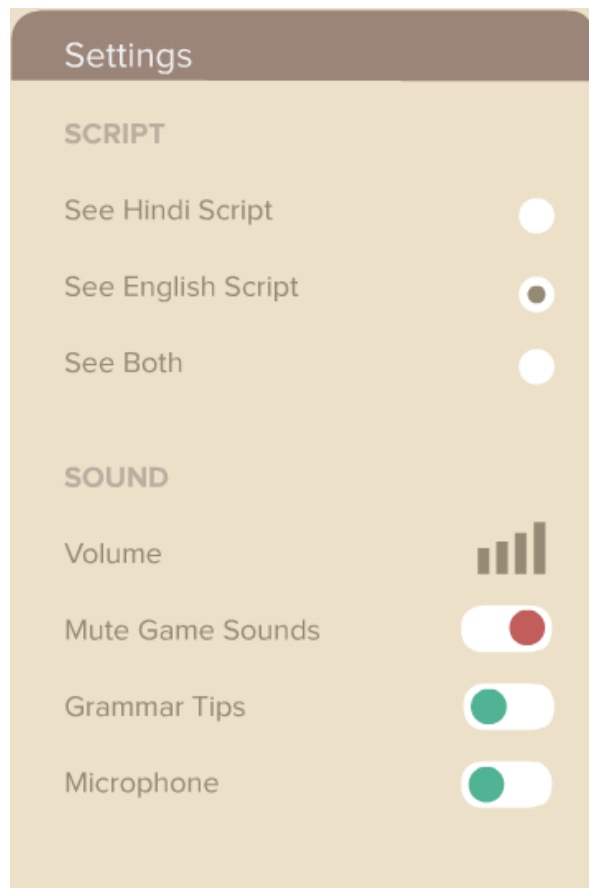 Settings
SCRIPT
See Hindi Script
See English Script
See Both
SOUND
Volume
Mute Game Sounds
Grammar Tips
Microphone